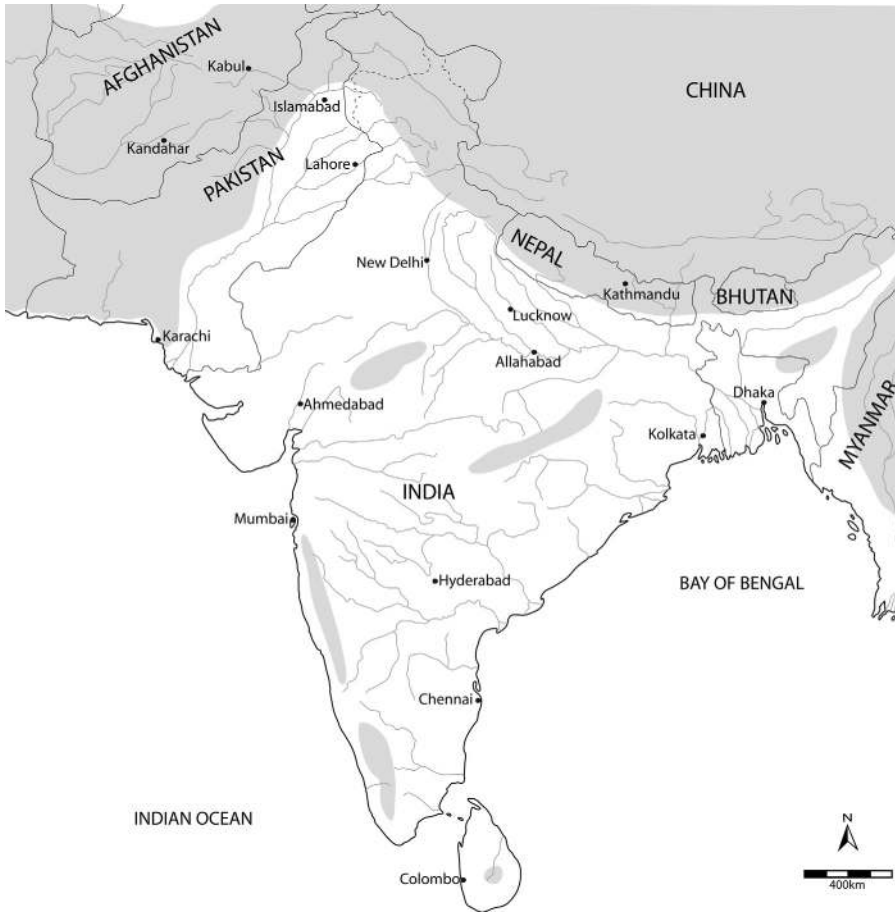 AFGHANISTAN
Kabul
CHINA
Islamabad
Kandahar
PAKISTAN
Lahore
NEPAL
New Delhi
Kathmandu
BHUTAN
Lucknow
Karachi
Allahabad
Dhaka
Ahmedabad
MYANMAR
Kolkata
INDIA
Mumbai
Hyderabad
BAY OF BENGAL
Chennai
INDIAN OCEAN
N
Colombo
400km